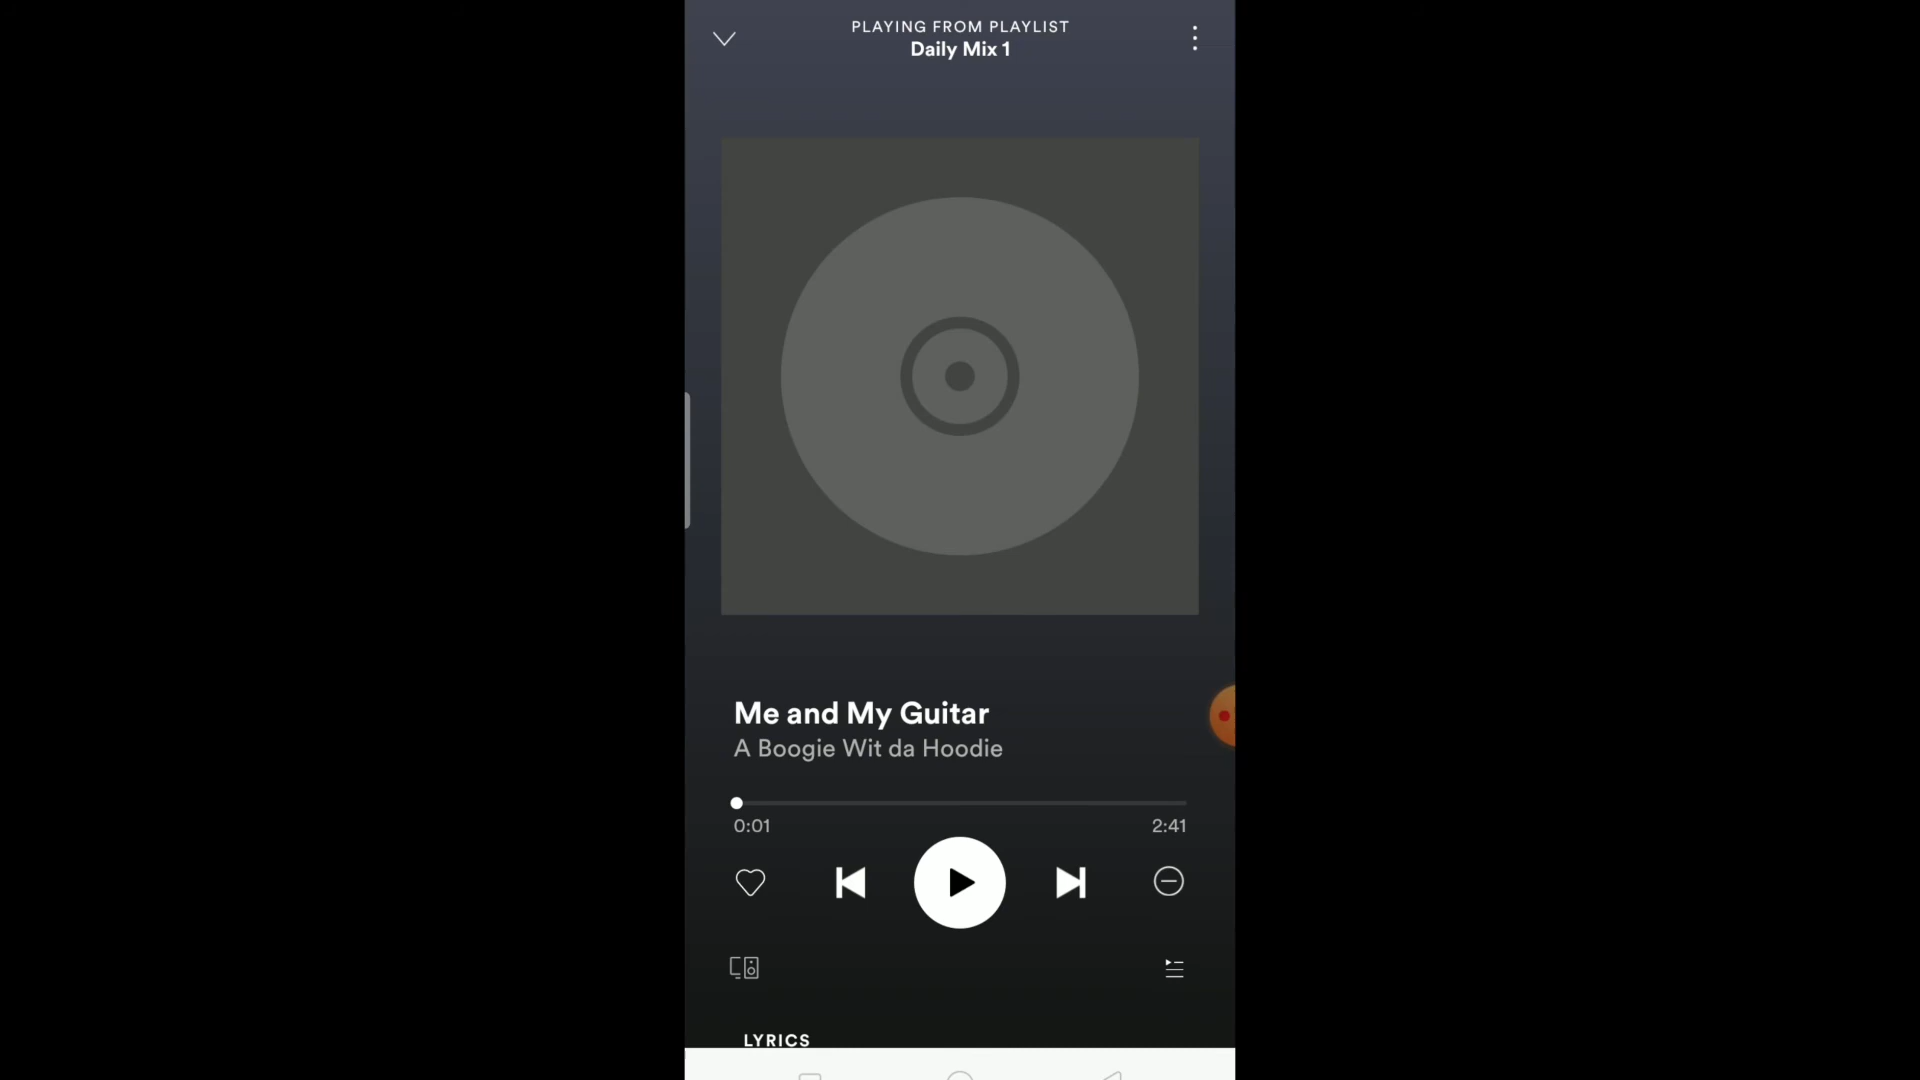 PLAYING FROM PLAYLIST
Daily Mix 1
Me and My Guitar
A Boogie Wit da Hoodie
0:01
2:41
LYRICS